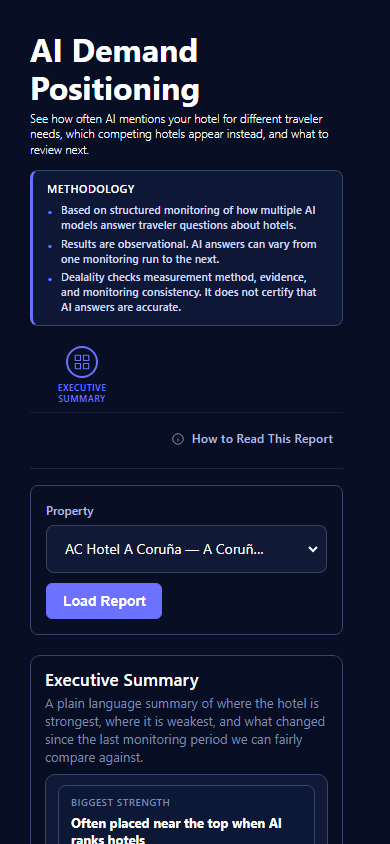 AI Demand
Positioning
See how often AI mentions your hotel for different traveler
needs, which competing hotels appear instead, and what to
review next.
METHODOLOGY
• Based on structured monitoring of how multiple AI
models answer traveler questions about hotels.
• Results are observational. AI answers can vary from
one monitoring run to the next.
• Dealality checks measurement method, evidence,
and monitoring consistency. It does not certify that
AI answers are accurate.
EXECUTIVE
SUMMARY
How to Read This Report
Property
AC Hotel A Coruña — A Coruñ...
Load Report
Executive Summary
A plain language summary of where the hotel is
strongest, where it is weakest, and what changed
since the last monitoring period we can fairly
compare against.
BIGGEST STRENGTH
Often placed near the top when AI
ranks hotels